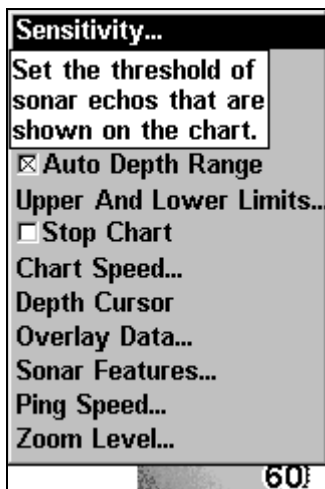 Sensitivity...
Set the threshold of
sonar echos that are
shown on the chart.
Auto Depth Range
Upper And Lower Limits...
Stop Chart
Chart Speed...
Depth Cursor
Overlay Data...
Sonar Features...
Ping Speed...
Zoom Level...
60